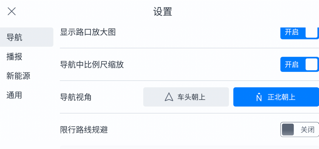 设置
导航
播报
新能源
通用
显示路口放大图 开启
导航中比例尺缩放 开启
导航视角 车头朝上 正北朝上
限行路线规避 关闭